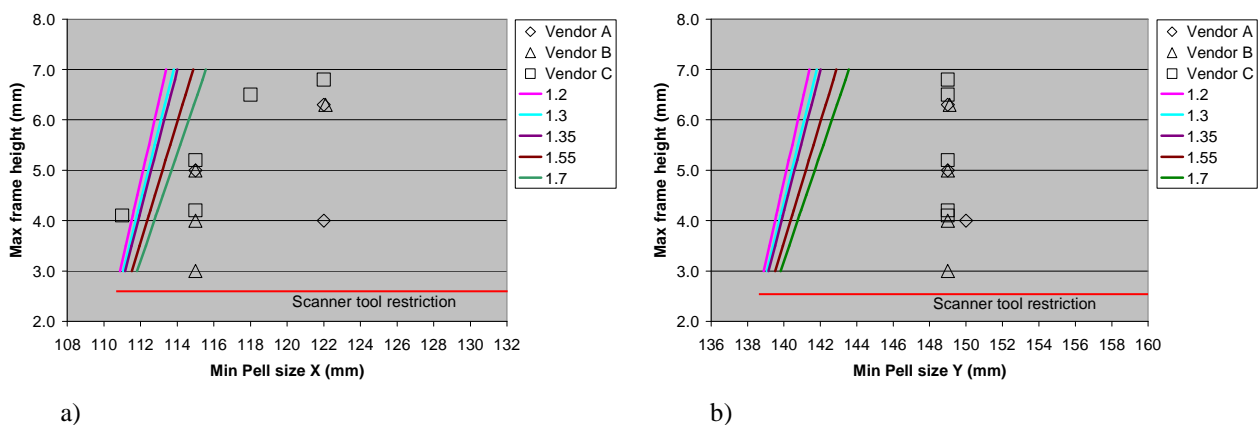 8.0
7.0
6.0
5.0
4.0
3.0
2.0
Max frame height (mm)
Scanner tool restriction
108 110 112 114 116 118 120 122 124 126 128 130 132
Min Pell size X (mm)
Vendor A
Vendor B
Vendor C
1.2
1.3
1.35
1.55
1.7
a)
8.0
7.0
6.0
5.0
4.0
3.0
2.0
Max frame height (mm)
Scanner tool restriction
136 138 140 142 144 146 148 150 152 154 156 158 160
Min Pell size Y (mm)
Vendor A
Vendor B
Vendor C
1.2
1.3
1.35
1.55
1.7
b)